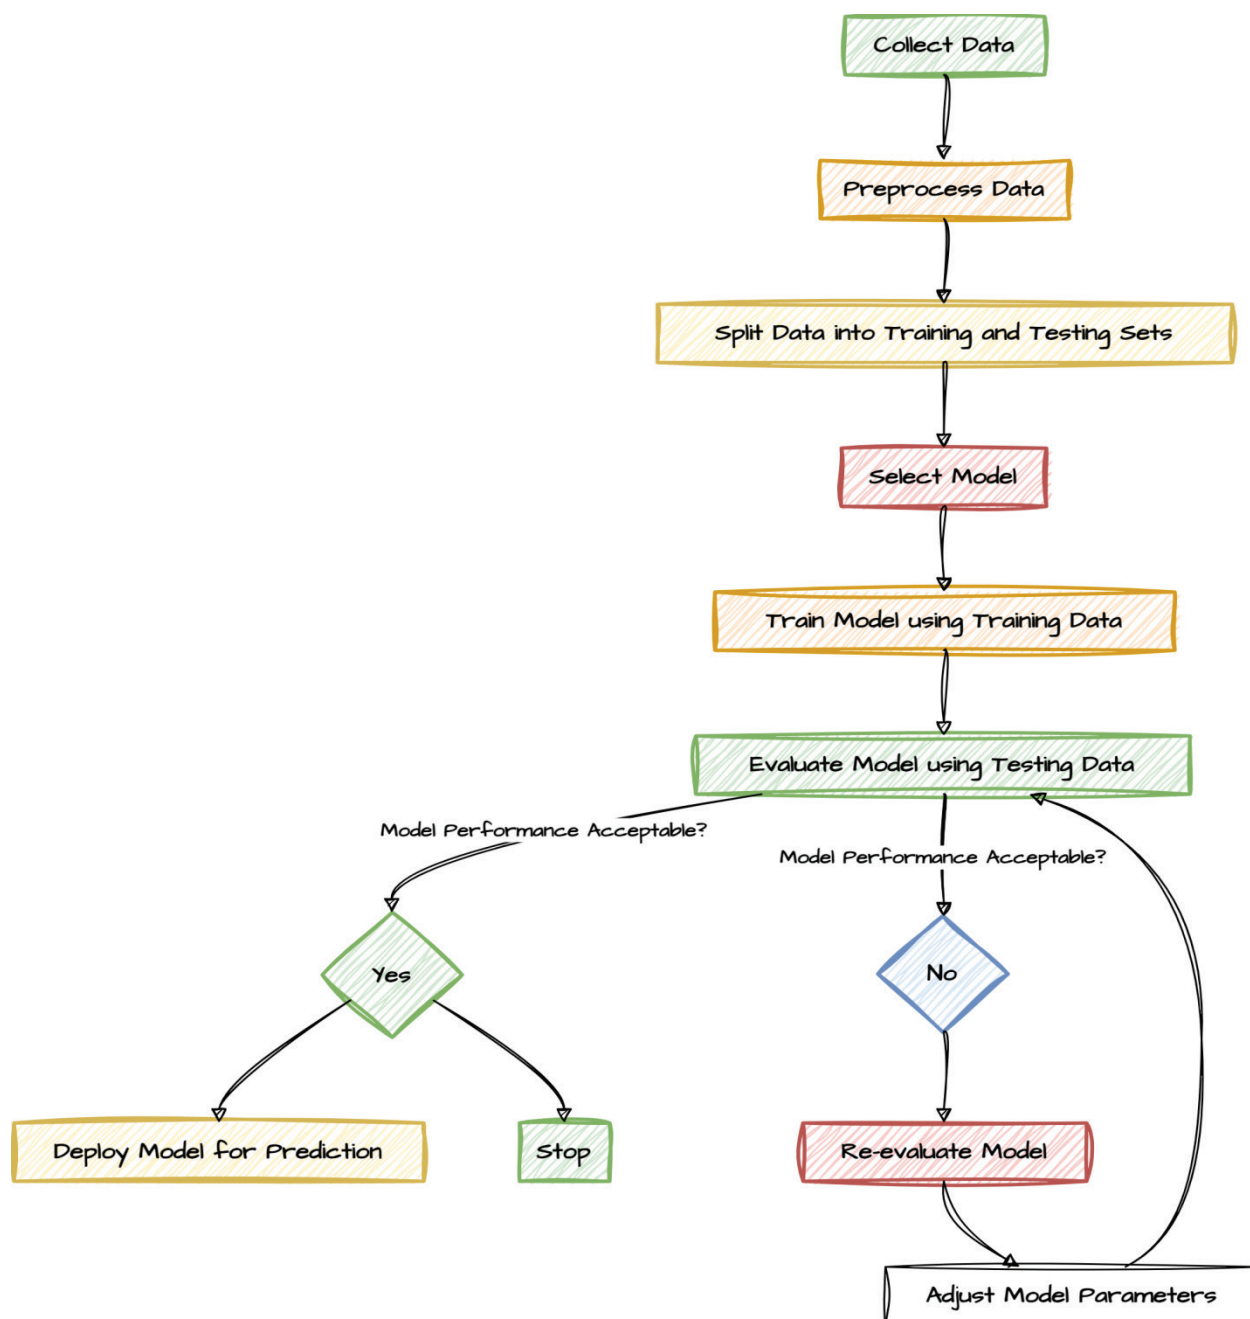 Collect Data
Preprocess Data
Split Data into Training and Testing Sets
Select Model
Train Model using Training Data
Evaluate Model using Testing Data
Model Performance Acceptable?
Model Performance Acceptable?
Yes
No
Deploy Model for Prediction
Stop
Re-evaluate Model
Adjust Model Parameters